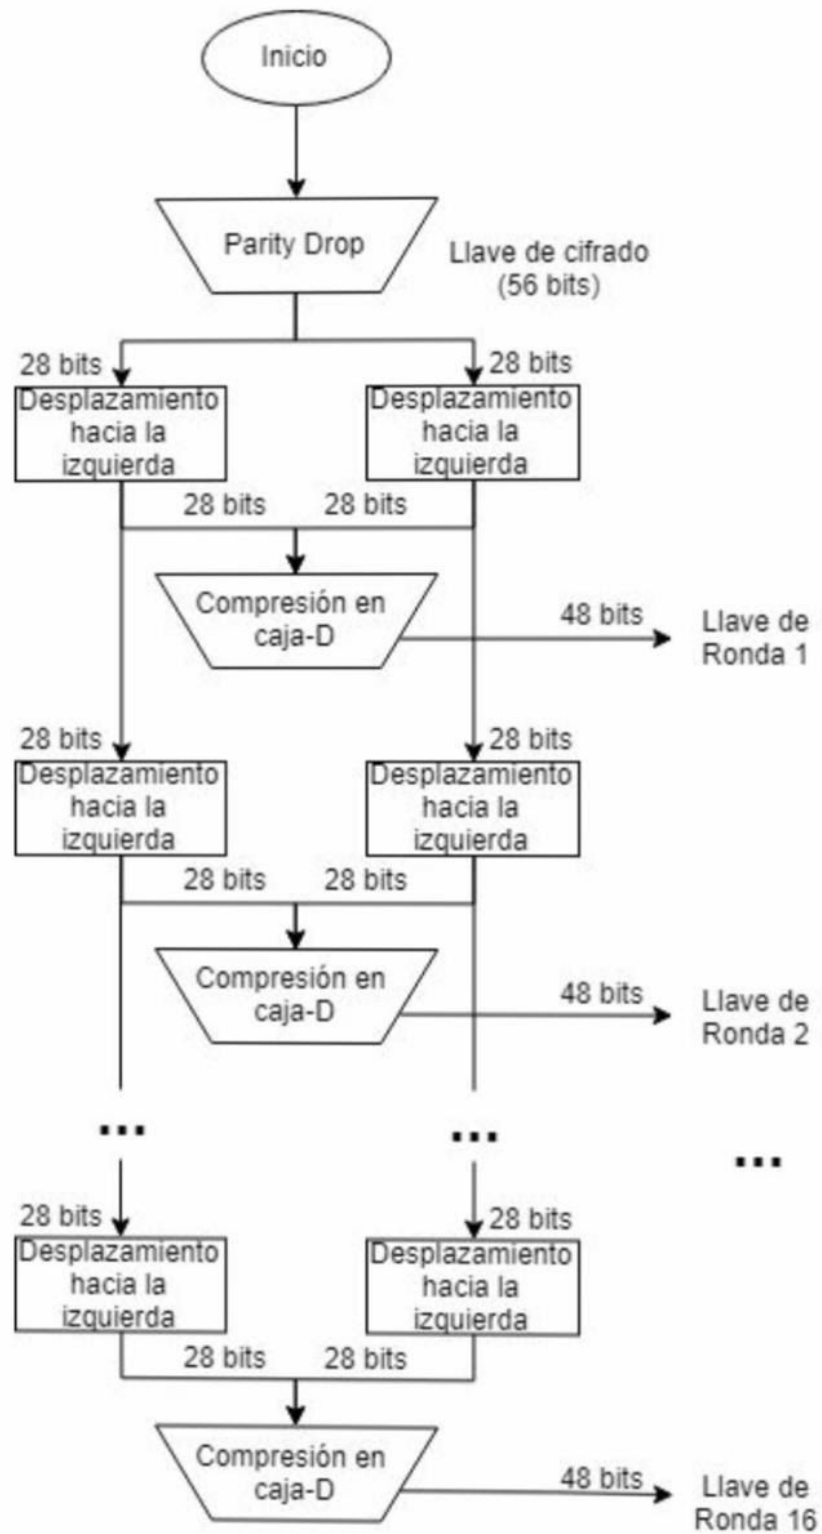 Inicio
Parity Drop
Llave de cifrado
(56 bits)
28 bits
28 bits
Desplazamiento
hacia la
izquierda
Desplazamiento
hacia la
izquierda
28 bits
28 bits
Compresión en
caja-D
48 bits
Llave de
Ronda 1
28 bits
28 bits
Desplazamiento
hacia la
izquierda
Desplazamiento
hacia la
izquierda
28 bits
28 bits
Compresión en
caja-D
48 bits
Llave de
Ronda 2
...
...
...
28 bits
28 bits
Desplazamiento
hacia la
izquierda
Desplazamiento
hacia la
izquierda
28 bits
28 bits
Compresión en
caja-D
48 bits
Llave de
Ronda 16